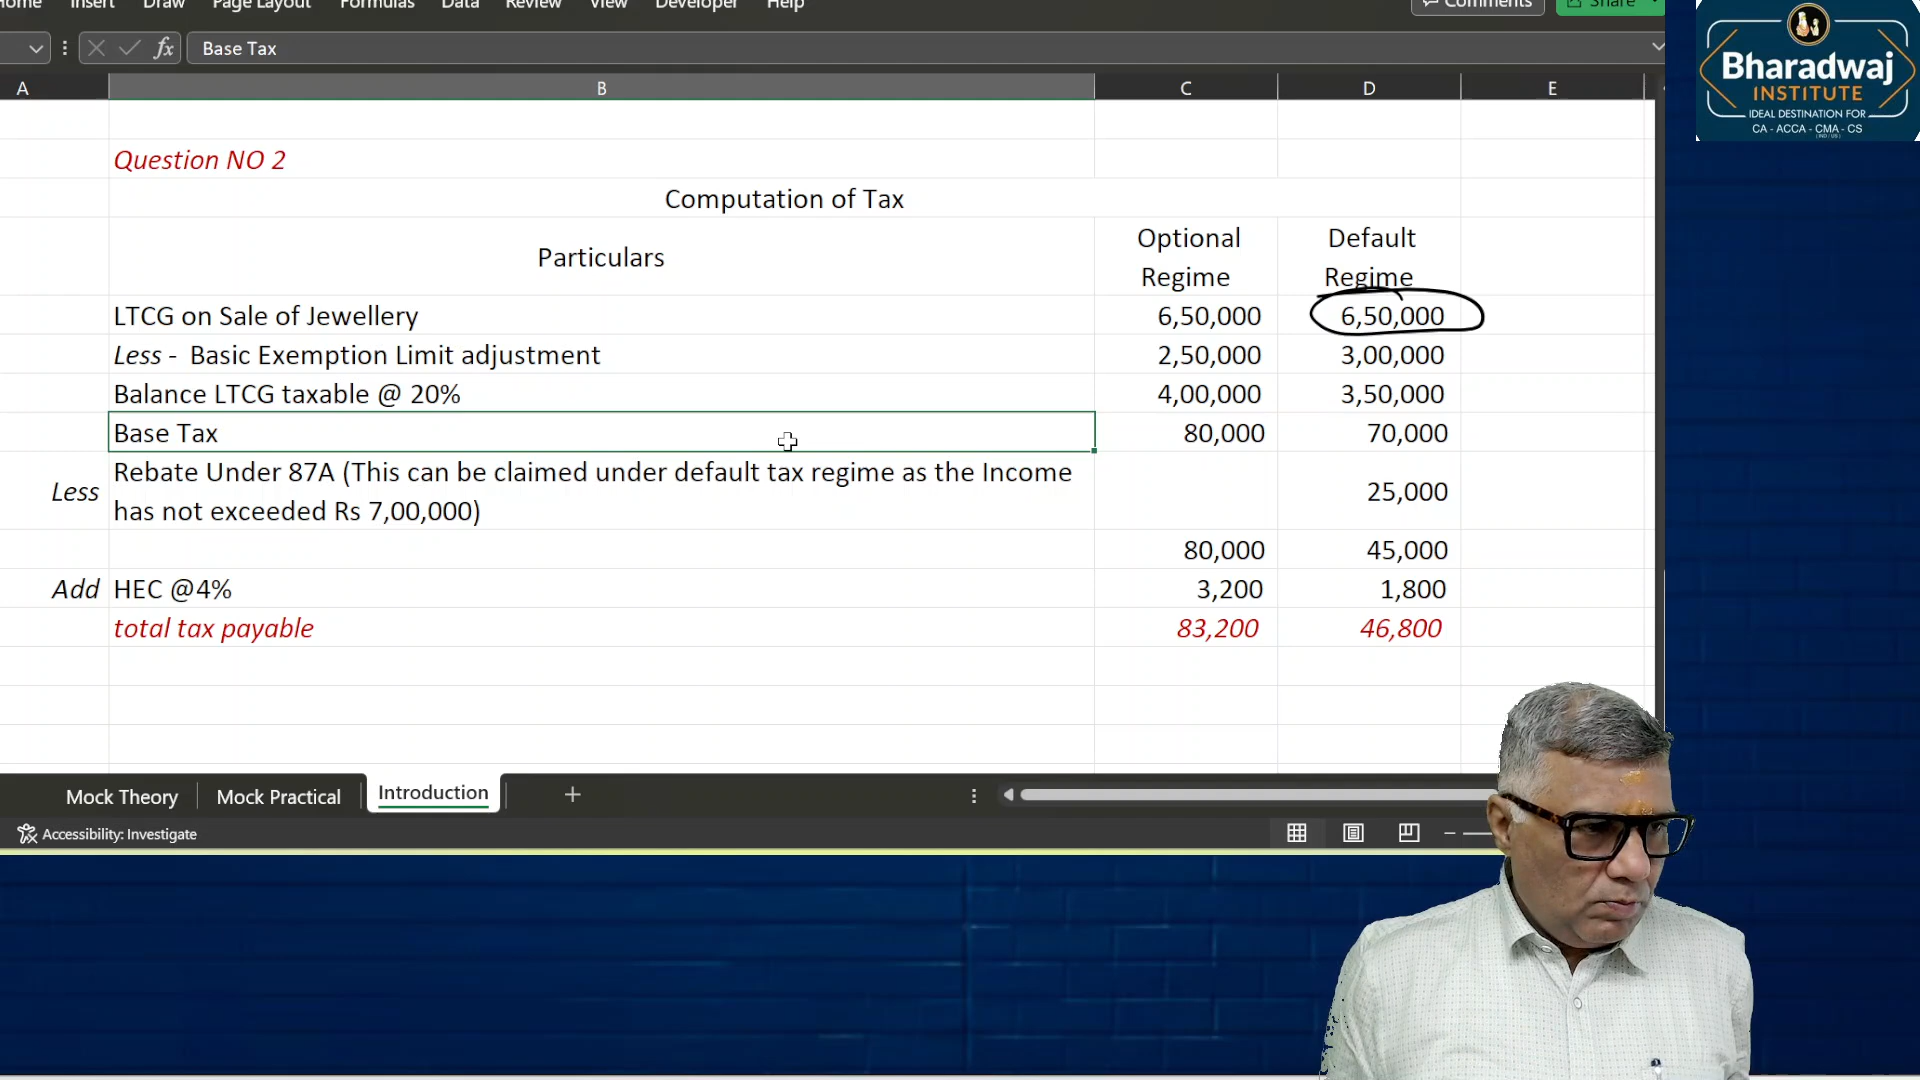 Home Insert Draw Page Layout Formulas Data Review View Developer Help Comments Share
fx Base Tax
A B C D E
Bharadwaj
INSTITUTE
IDEAL DESTINATION FOR
CA - ACCA - CMA - CS
Question NO 2
Computation of Tax
Particulars Optional Regime Default Regime
LTCG on Sale of Jewellery 6,50,000 6,50,000
Less - Basic Exemption Limit adjustment 2,50,000 3,00,000
Balance LTCG taxable @ 20% 4,00,000 3,50,000
Base Tax 80,000 70,000
Less Rebate Under 87A (This can be claimed under default tax regime as the Income
has not exceeded Rs 7,00,000) 25,000
80,000 45,000
Add HEC @4% 3,200 1,800
total tax payable 83,200 46,800
Mock Theory Mock Practical Introduction
Accessibility: Investigate